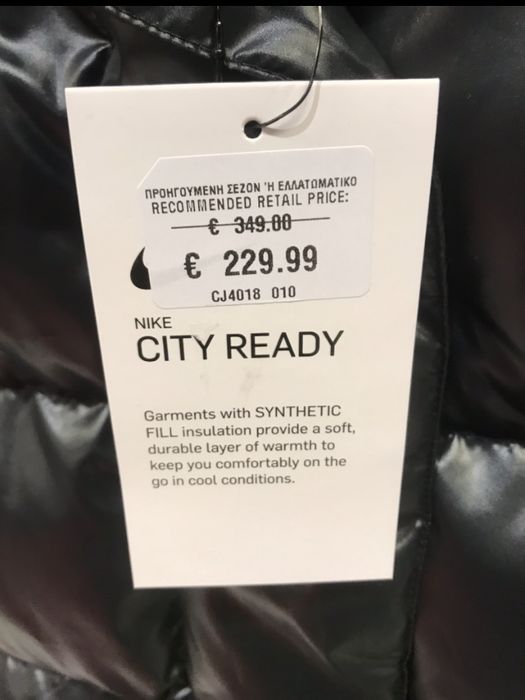 ΠΡΟΗΓΟΥΜΕΝΗ ΣΕΖΟΝ 'Η ΕΛΛΑΤΩΜΑΤΙΚΟ
RECOMMENDED RETAIL PRICE:
€ 349.00
€ 229.99
CJ4018 010
NIKE
CITY READY
Garments with SYNTHETIC
FILL insulation provide a soft,
durable layer of warmth to
keep you comfortably on the
go in cool conditions.